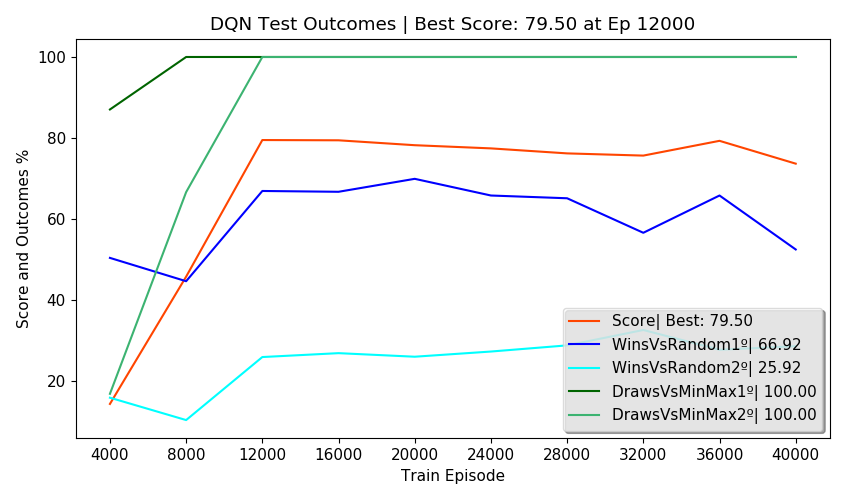 DQN Test Outcomes | Best Score: 79.50 at Ep 12000
100
80
60
40
20
Score and Outcomes %
Score| Best: 79.50
WinsVsRandom1º| 66.92
WinsVsRandom2º| 25.92
DrawsVsMinMax1º| 100.00
DrawsVsMinMax2º| 100.00
4000 8000 12000 16000 20000 24000 28000 32000 36000 40000
Train Episode